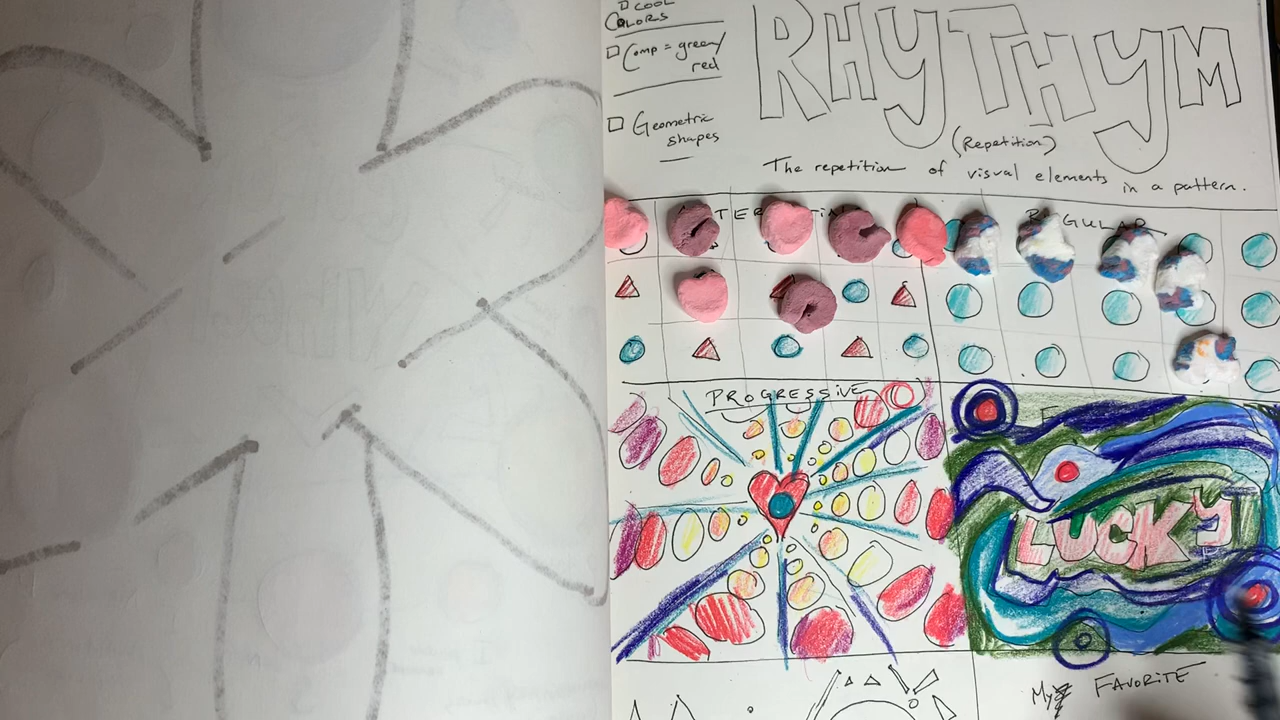 COOL
COLORS
Comp = green/
red
Geometric
shapes
RHYTHYM
(Repetition)
The repetition of visual elements in a pattern.
REGULAR
PROGRESSIVE
LUCKY
My FAVORITE